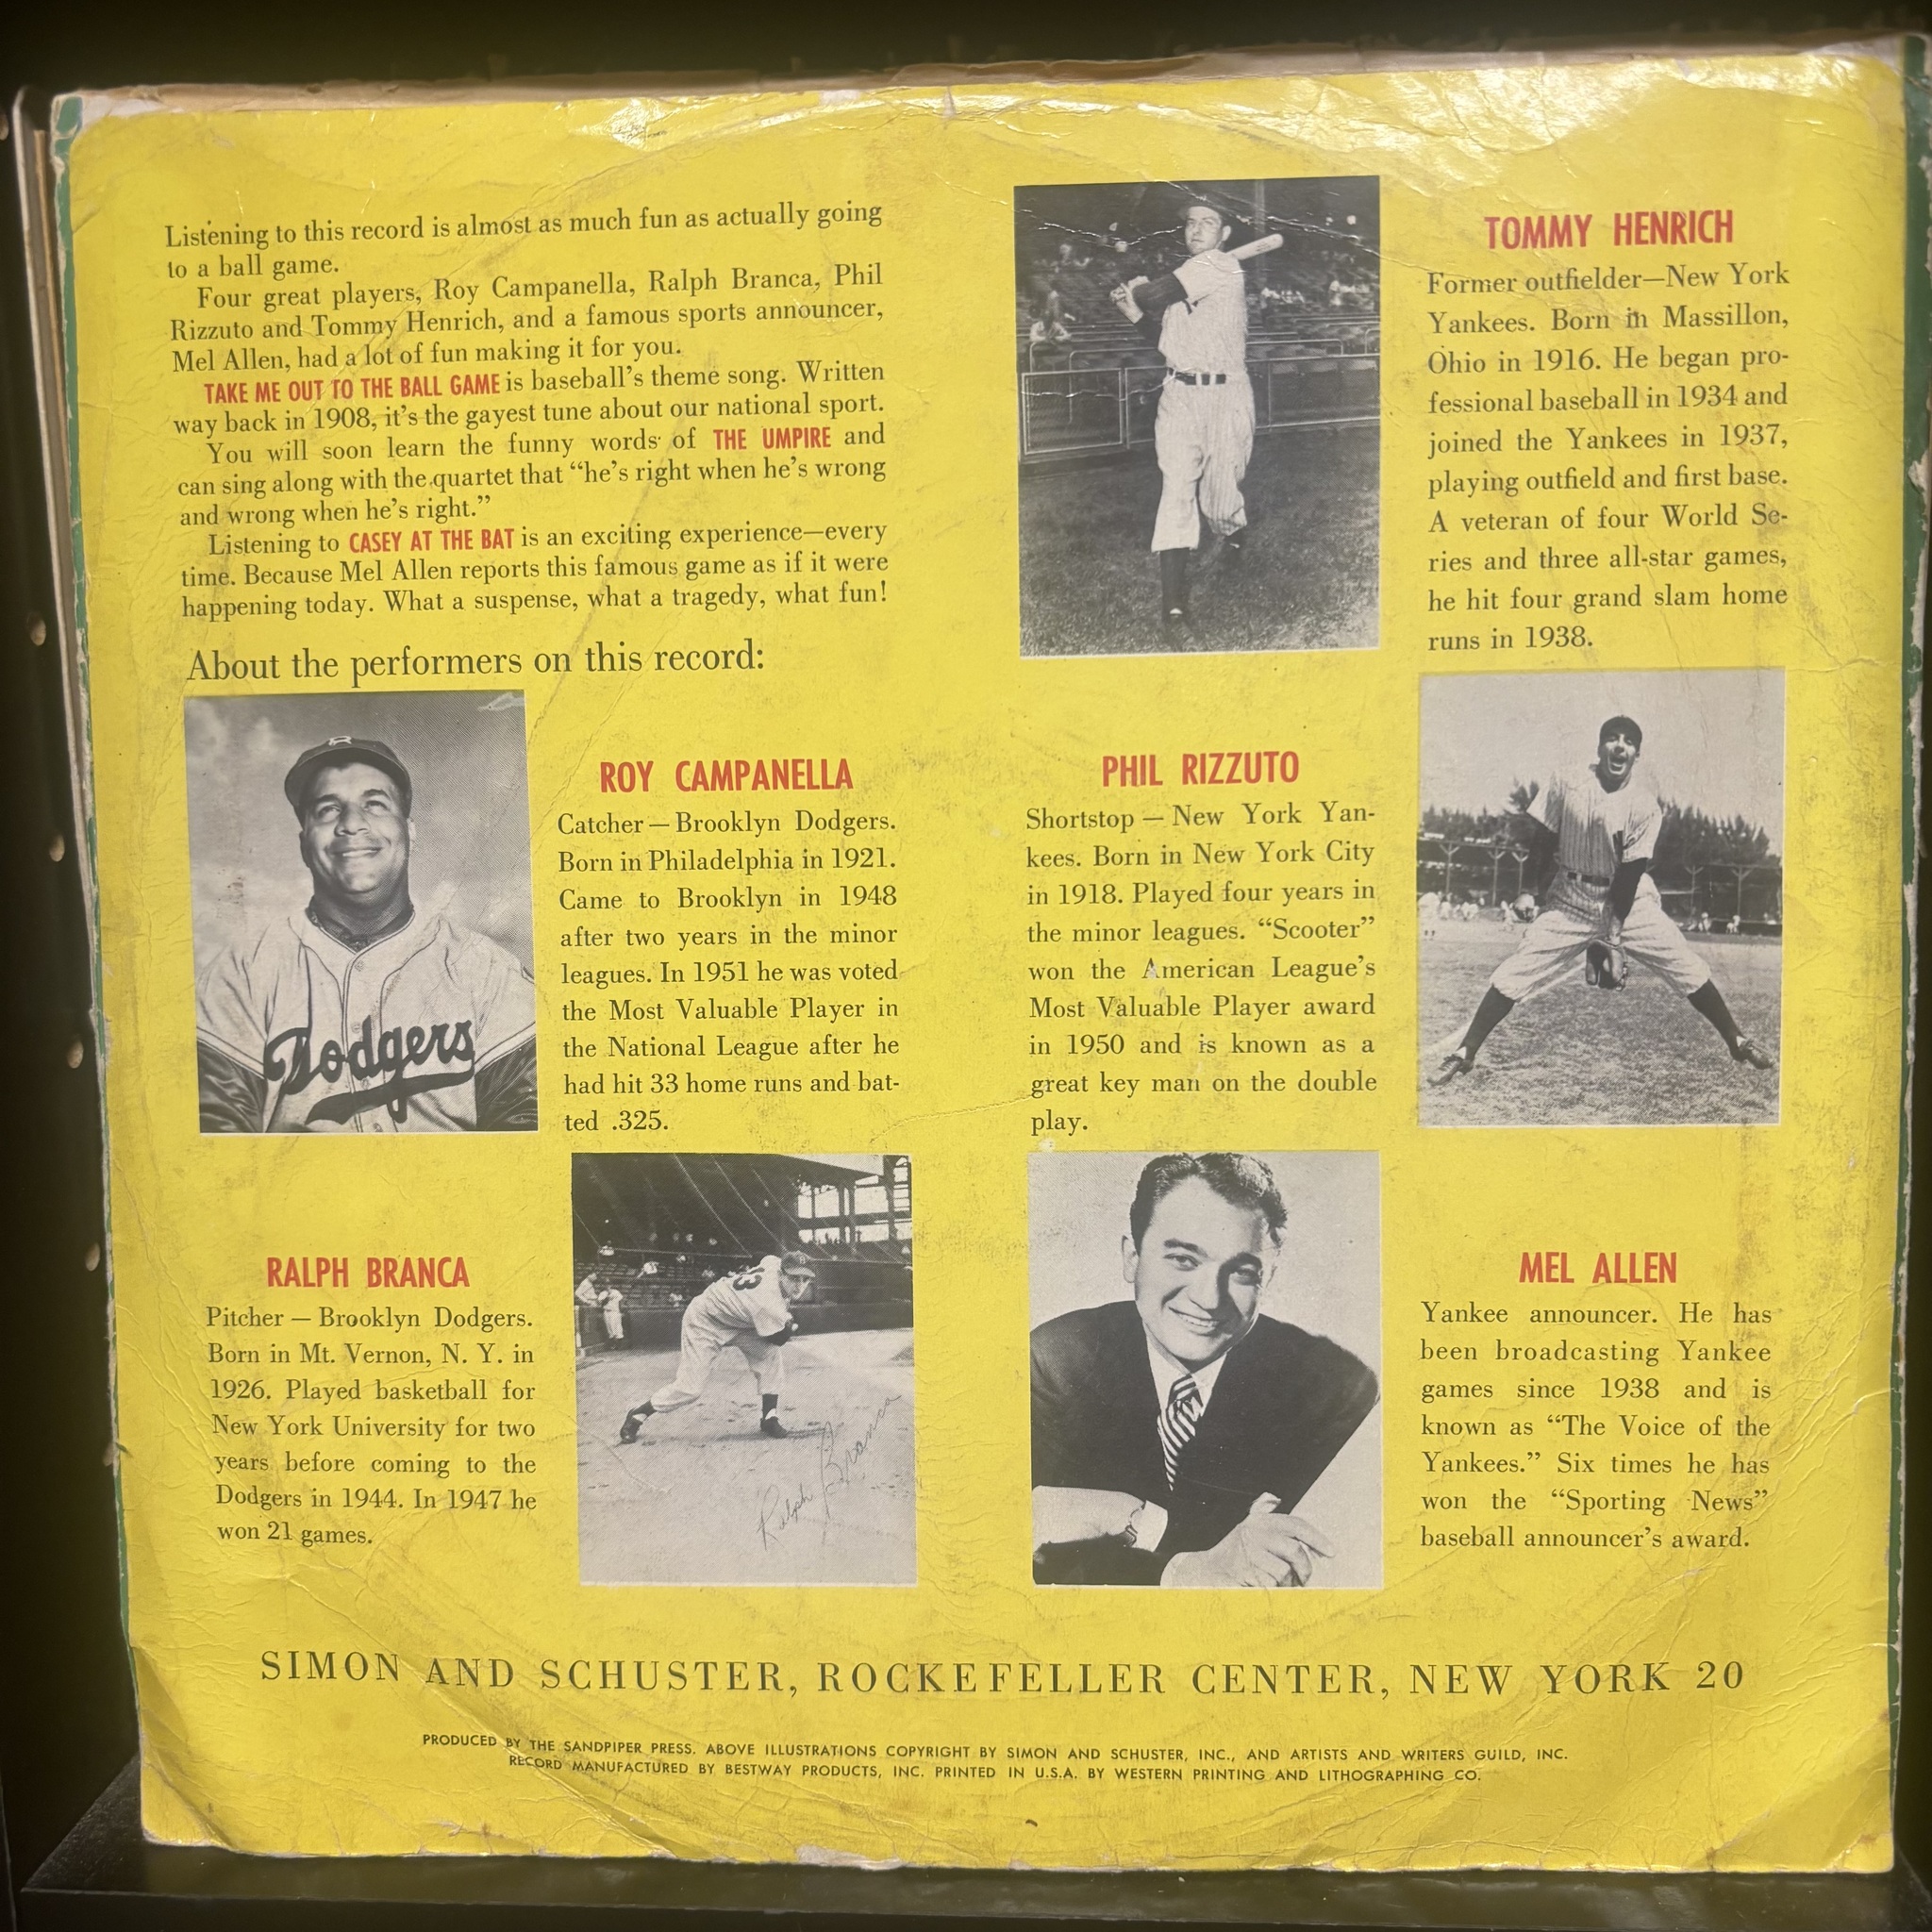 Listening to this record is almost as much fun as actually going
to a ball game.
Four great players, Roy Campanella, Ralph Branca, Phil
Rizzuto and Tommy Henrich, and a famous sports announcer,
Mel Allen, had a lot of fun making it for you.
TAKE ME OUT TO THE BALL GAME is baseball's theme song. Written
way back in 1908, it's the gayest tune about our national sport.
You will soon learn the funny words of THE UMPIRE and
can sing along with the quartet that “he's right when he's wrong
and wrong when he's right.”
Listening to CASEY AT THE BAT is an exciting experience—every
time. Because Mel Allen reports this famous game as if it were
happening today. What a suspense, what a tragedy, what fun!
About the performers on this record:
ROY CAMPANELLA
Catcher — Brooklyn Dodgers.
Born in Philadelphia in 1921.
Came to Brooklyn in 1948
after two years in the minor
leagues. In 1951 he was voted
the Most Valuable Player in
the National League after he
had hit 33 home runs and bat-
ted .325.
Dodgers
RALPH BRANCA
Pitcher — Brooklyn Dodgers.
Born in Mt. Vernon, N. Y. in
1926. Played basketball for
New York University for two
years before coming to the
Dodgers in 1944. In 1947 he
won 21 games.
13
Ralph Branca
TOMMY HENRICH
Former outfielder—New York
Yankees. Born in Massillon,
Ohio in 1916. He began pro-
fessional baseball in 1934 and
joined the Yankees in 1937,
playing outfield and first base.
A veteran of four World Se-
ries and three all-star games,
he hit four grand slam home
runs in 1938.
PHIL RIZZUTO
Shortstop — New York Yan-
kees. Born in New York City
in 1918. Played four years in
the minor leagues. “Scooter”
won the American League's
Most Valuable Player award
in 1950 and is known as a
great key man on the double
play.
MEL ALLEN
Yankee announcer. He has
been broadcasting Yankee
games since 1938 and is
known as “The Voice of the
Yankees.” Six times he has
won the “Sporting News”
baseball announcer's award.
SIMON AND SCHUSTER, ROCKEFELLER CENTER, NEW YORK 20
PRODUCED BY THE SANDPIPER PRESS. ABOVE ILLUSTRATIONS COPYRIGHT BY SIMON AND SCHUSTER, INC., AND ARTISTS AND WRITERS GUILD, INC.
RECORD MANUFACTURED BY BESTWAY PRODUCTS, INC. PRINTED IN U.S.A. BY WESTERN PRINTING AND LITHOGRAPHING CO.